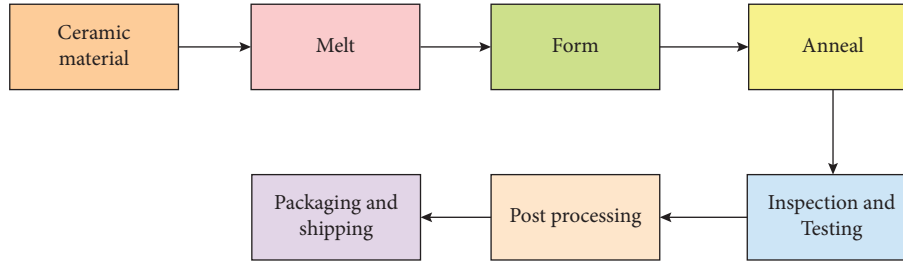 Ceramic
material
Melt
Form
Anneal
Inspection and
Testing
Post processing
Packaging and
shipping